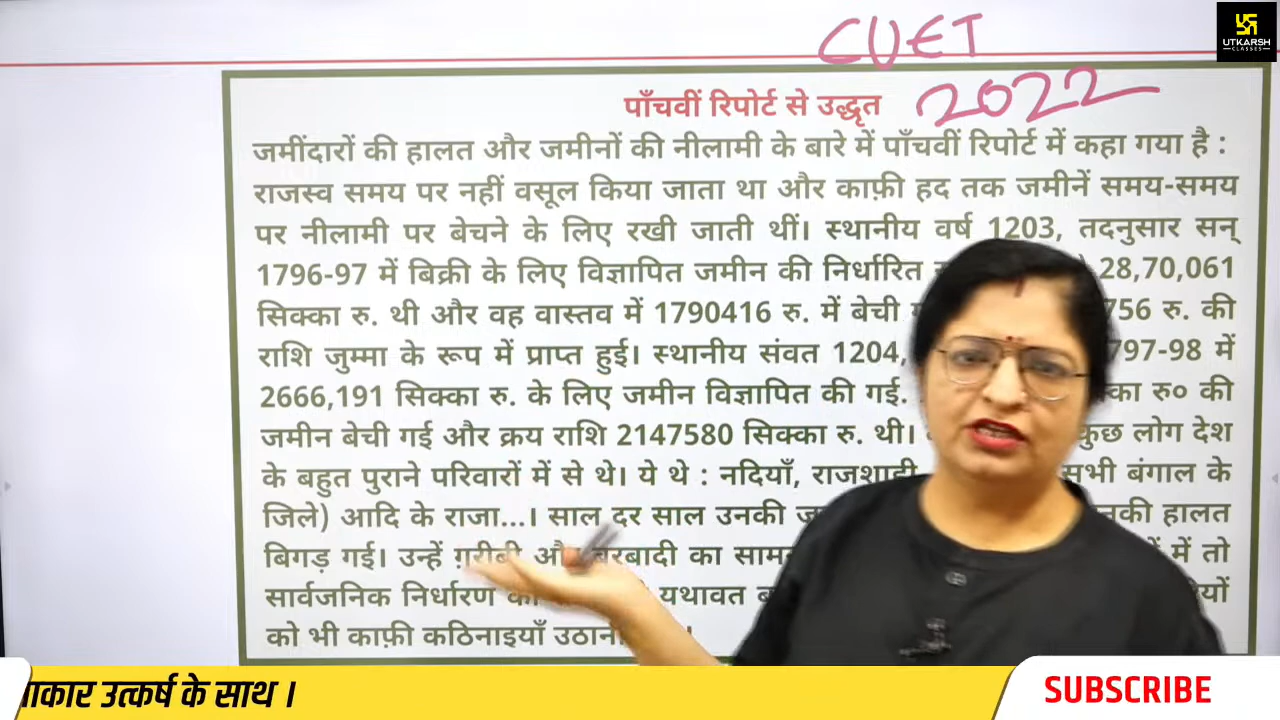 CUET
2022
UTKARSH
CLASSES
पाँचवीं रिपोर्ट से उद्धृत
जमींदारों की हालत और जमीनों की नीलामी के बारे में पाँचवीं रिपोर्ट में कहा गया है :
राजस्व समय पर नहीं वसूल किया जाता था और काफ़ी हद तक जमीनें समय-समय
पर नीलामी पर बेचने के लिए रखी जाती थीं। स्थानीय वर्ष 1203, तदनुसार सन्
1796-97 में बिक्री के लिए विज्ञापित जमीन की निर्धारित 28,70,061
सिक्का रु. थी और वह वास्तव में 1790416 रु. में बेची 756 रु. की
राशि जुम्मा के रूप में प्राप्त हुई। स्थानीय संवत 1204, 797-98 में
2666,191 सिक्का रु. के लिए जमीन विज्ञापित की गई. रु० की
जमीन बेची गई और क्रय राशि 2147580 सिक्का रु. थी। कुछ लोग देश
के बहुत पुराने परिवारों में से थे। ये थे : नदियाँ, राजशाही सभी बंगाल के
जिले) आदि के राजा...। साल दर साल उनकी हालत
बिगड़ गई। उन्हें ग़रीबी और बरबादी का में तो
सार्वजनिक निर्धारण यथावत
को भी काफ़ी कठिनाइयाँ
उत्कर्ष के साथ ।
SUBSCRIBE